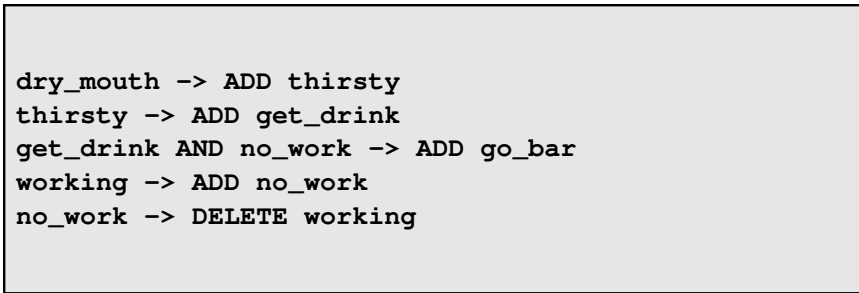 dry_mouth −> ADD thirsty
thirsty −> ADD get_drink
get_drink AND no_work −> ADD go_bar
working −> ADD no_work
no_work −> DELETE working